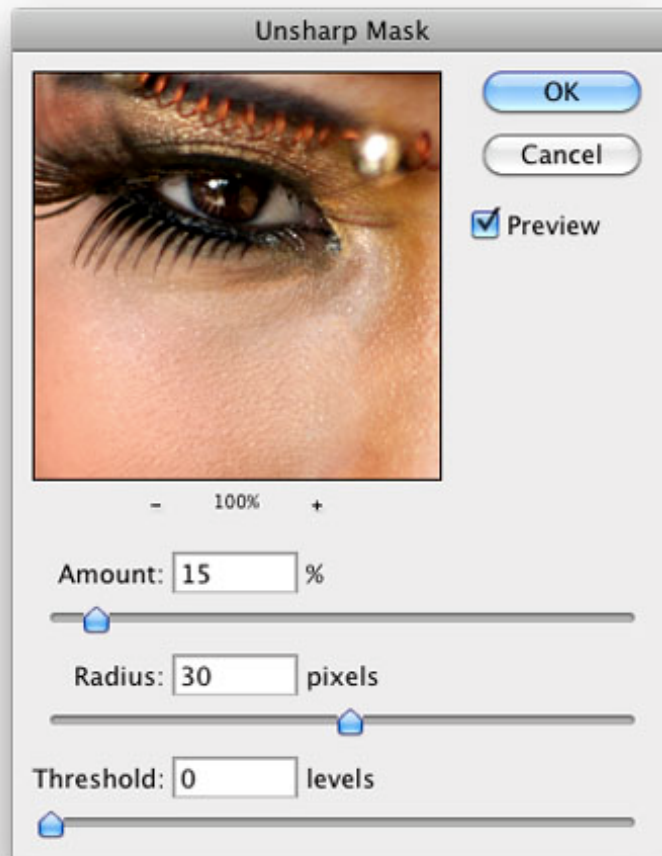 Unsharp Mask
OK
Cancel
Preview
- 100% +
Amount: 15 %
Radius: 30 pixels
Threshold: 0 levels